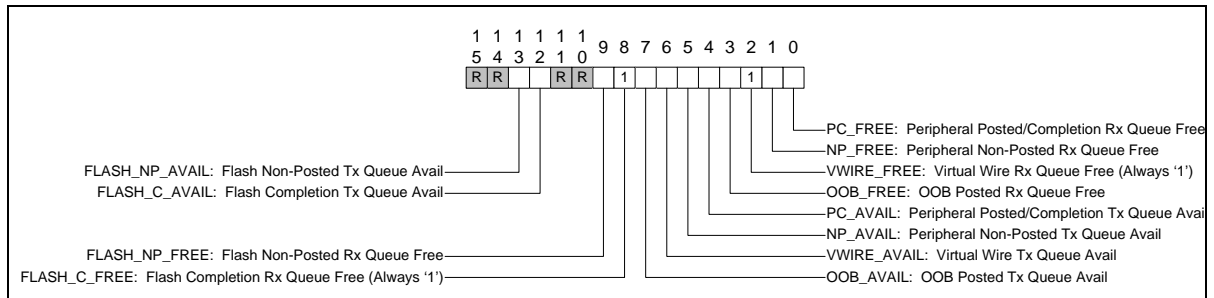 1 1 1 1 1 1
5 4 3 2 1 0 9 8 7 6 5 4 3 2 1 0
R R R R 1 1
PC_FREE: Peripheral Posted/Completion Rx Queue Free
NP_FREE: Peripheral Non-Posted Rx Queue Free
FLASH_NP_AVAIL: Flash Non-Posted Tx Queue Avail
VWIRE_FREE: Virtual Wire Rx Queue Free (Always ‘1’)
FLASH_C_AVAIL: Flash Completion Tx Queue Avail
OOB_FREE: OOB Posted Rx Queue Free
PC_AVAIL: Peripheral Posted/Completion Tx Queue Avai
NP_AVAIL: Peripheral Non-Posted Tx Queue Avail
FLASH_NP_FREE: Flash Non-Posted Rx Queue Free
VWIRE_AVAIL: Virtual Wire Tx Queue Avail
FLASH_C_FREE: Flash Completion Rx Queue Free (Always ‘1’)
OOB_AVAIL: OOB Posted Tx Queue Avail